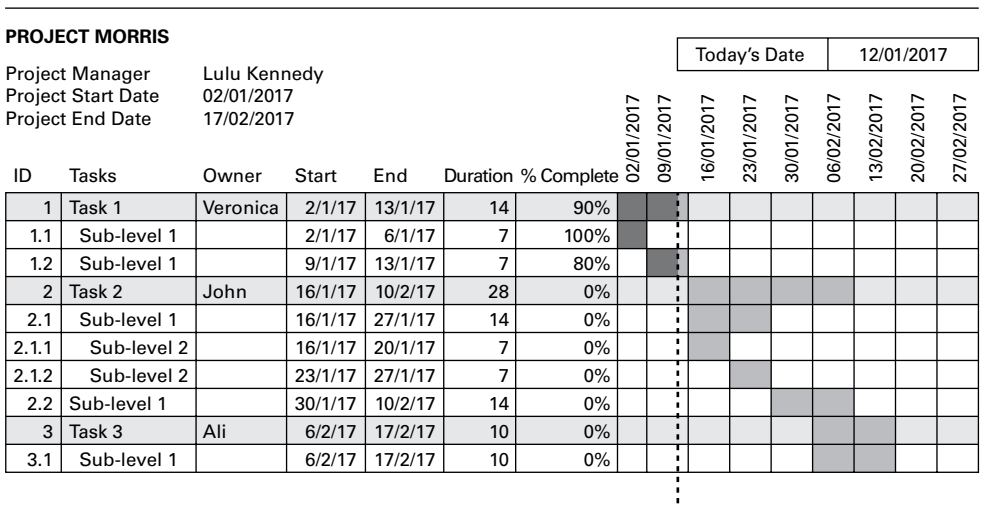 PROJECT MORRIS
Today's Date 12/01/2017
Project Manager Lulu Kennedy
Project Start Date 02/01/2017
Project End Date 17/02/2017
ID Tasks Owner Start End Duration % Complete 02/01/2017 09/01/2017 16/01/2017 23/01/2017 30/01/2017 06/02/2017 13/02/2017 20/02/2017 27/02/2017
1 Task 1 Veronica 2/1/17 13/1/17 14 90%
1.1 Sub-level 1 2/1/17 6/1/17 7 100%
1.2 Sub-level 1 9/1/17 13/1/17 7 80%
2 Task 2 John 16/1/17 10/2/17 28 0%
2.1 Sub-level 1 16/1/17 27/1/17 14 0%
2.1.1 Sub-level 2 16/1/17 20/1/17 7 0%
2.1.2 Sub-level 2 23/1/17 27/1/17 7 0%
2.2 Sub-level 1 30/1/17 10/2/17 14 0%
3 Task 3 Ali 6/2/17 17/2/17 10 0%
3.1 Sub-level 1 6/2/17 17/2/17 10 0%